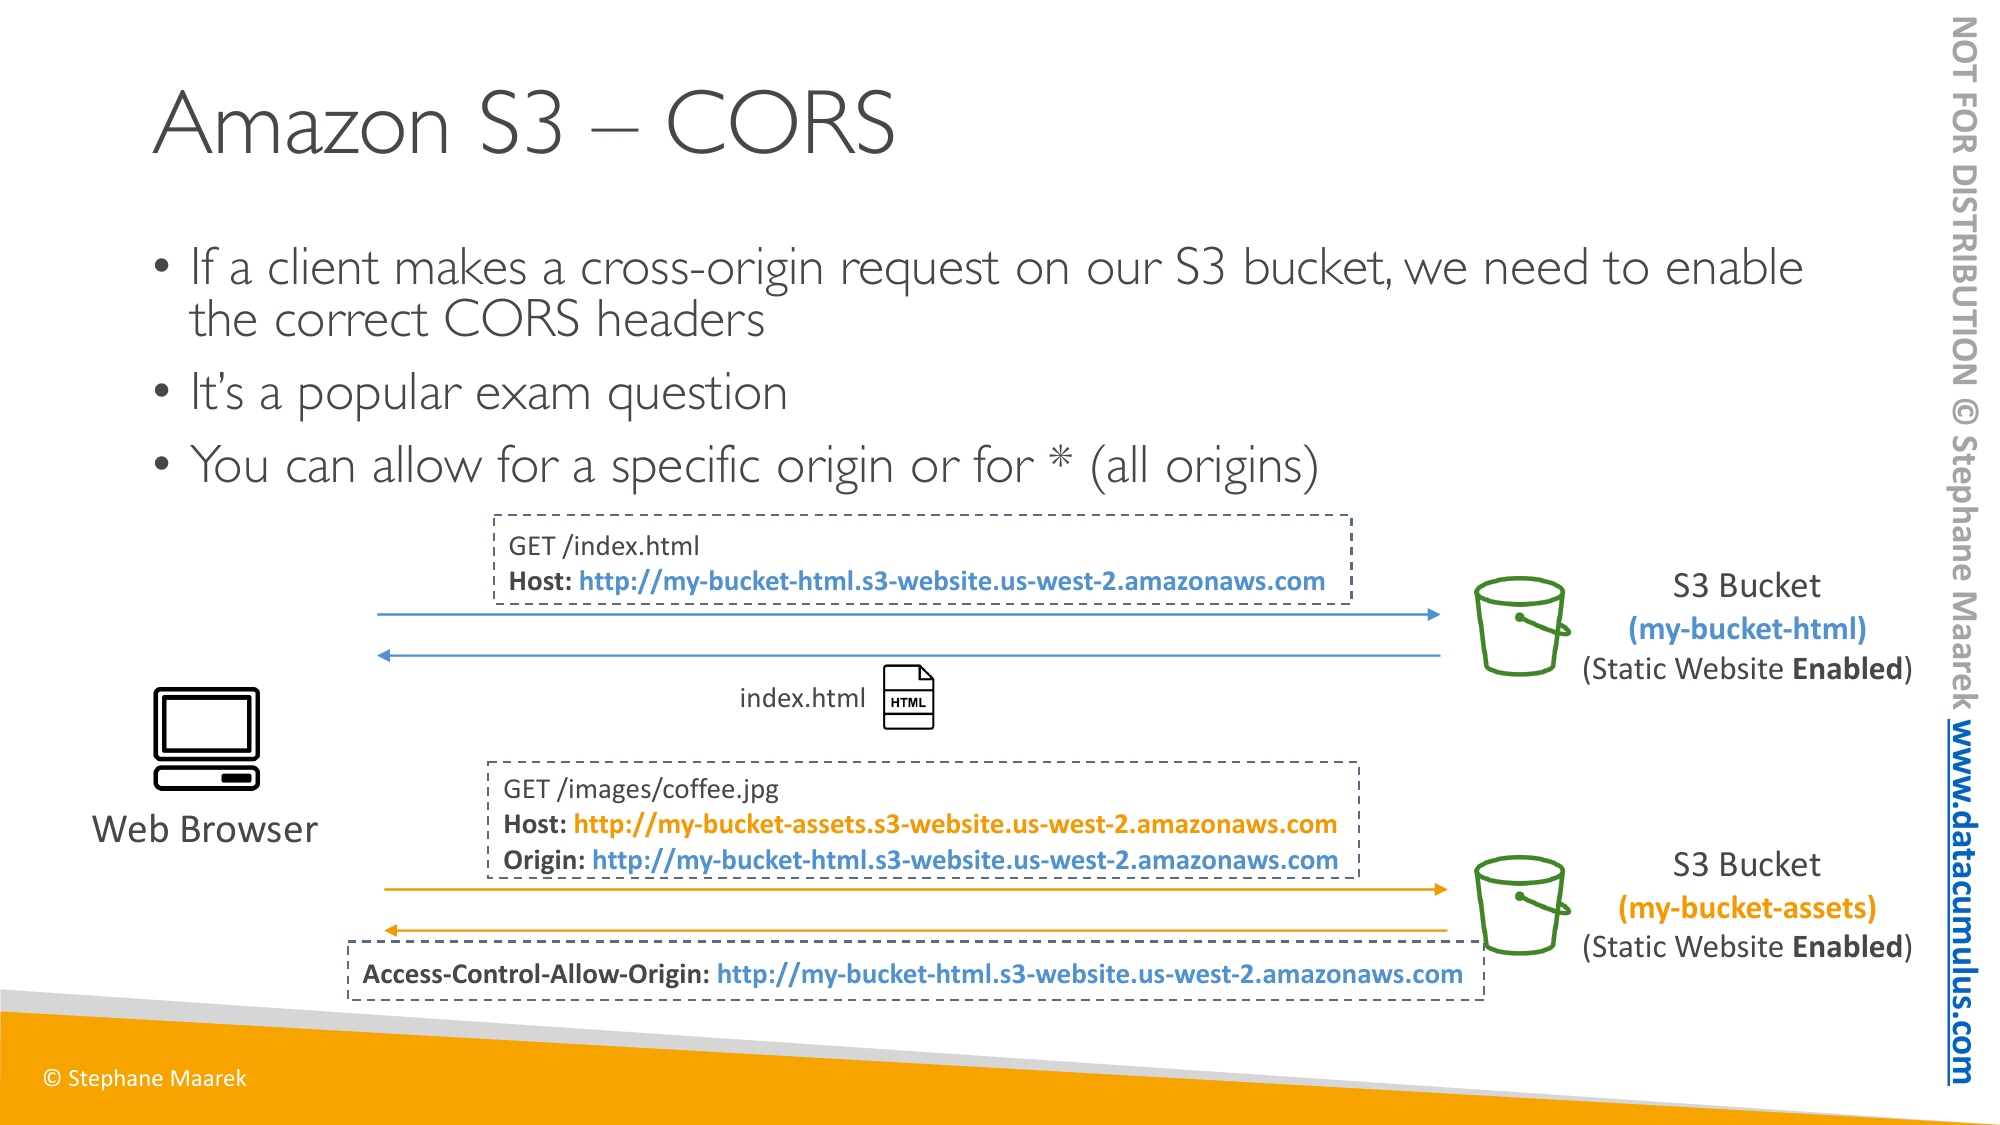 Amazon S3 – CORS
• If a client makes a cross-origin request on our S3 bucket, we need to enable
the correct CORS headers
• It’s a popular exam question
• You can allow for a specific origin or for * (all origins)
GET /index.html
Host: http://my-bucket-html.s3-website.us-west-2.amazonaws.com
S3 Bucket
(my-bucket-html)
(Static Website Enabled)
index.html
HTML
Web Browser
GET /images/coffee.jpg
Host: http://my-bucket-assets.s3-website.us-west-2.amazonaws.com
Origin: http://my-bucket-html.s3-website.us-west-2.amazonaws.com
S3 Bucket
(my-bucket-assets)
(Static Website Enabled)
Access-Control-Allow-Origin: http://my-bucket-html.s3-website.us-west-2.amazonaws.com
© Stephane Maarek
NOT FOR DISTRIBUTION © Stephane Maarek www.datacumulus.com